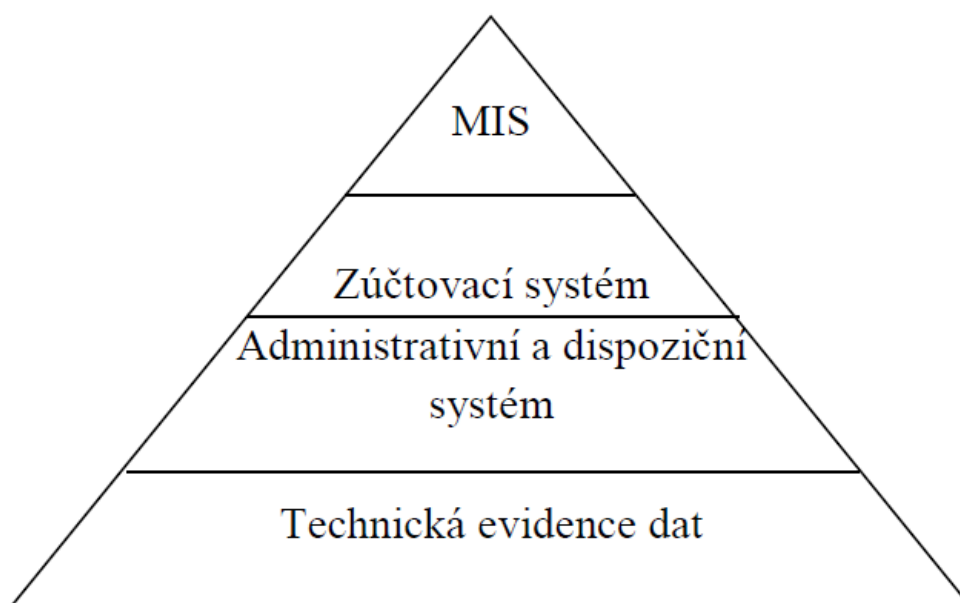 MIS
Zúčtovací systém
Administrativní a dispoziční
systém
Technická evidence dat